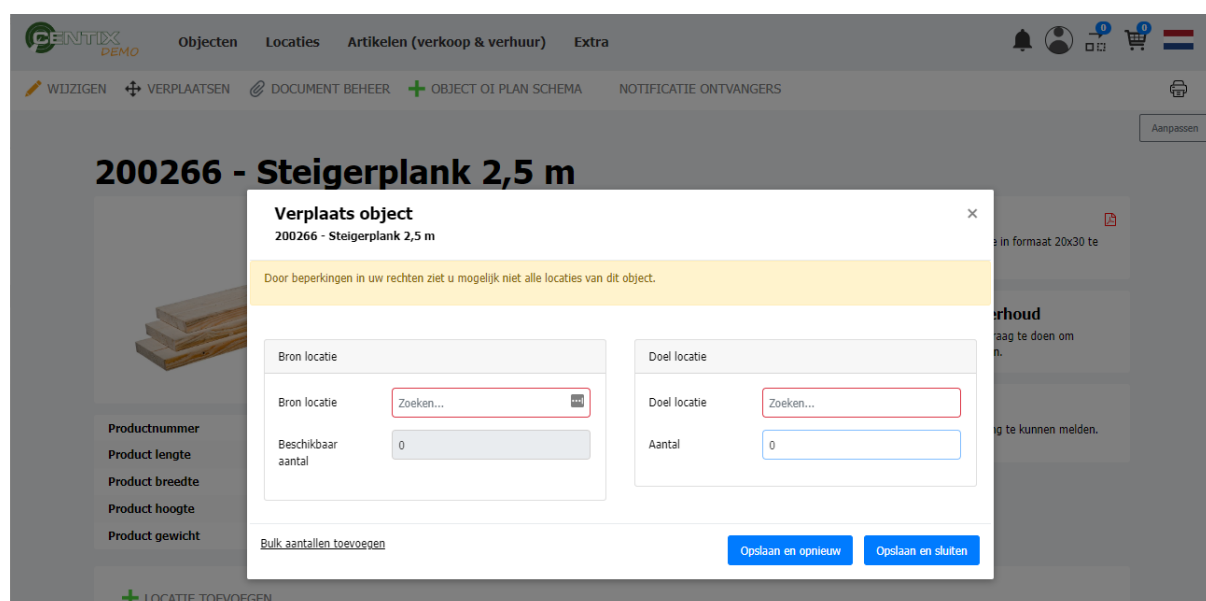 CENTIX
DEMO
Objecten Locaties Artikelen (verkoop & verhuur) Extra
0 0
WIJZIGEN VERPLAATSEN DOCUMENT BEHEER OBJECT OI PLAN SCHEMA NOTIFICATIE ONTVANGERS
Aanpassen
200266 - Steigerplank 2,5 m
Verplaats object ×
200266 - Steigerplank 2,5 m
e in formaat 20x30 te
Door beperkingen in uw rechten ziet u mogelijk niet alle locaties van dit object.
erhoud
raag te doen om
n.
Bron locatie Doel locatie
Bron locatie Zoeken... Doel locatie Zoeken...
Productnummer
ng te kunnen melden.
Beschikbaar aantal 0 Aantal 0
Product lengte
Product breedte
Product hoogte
Product gewicht
Bulk aantallen toevoegen Opslaan en opnieuw Opslaan en sluiten
LOCATIE TOEVOEGEN